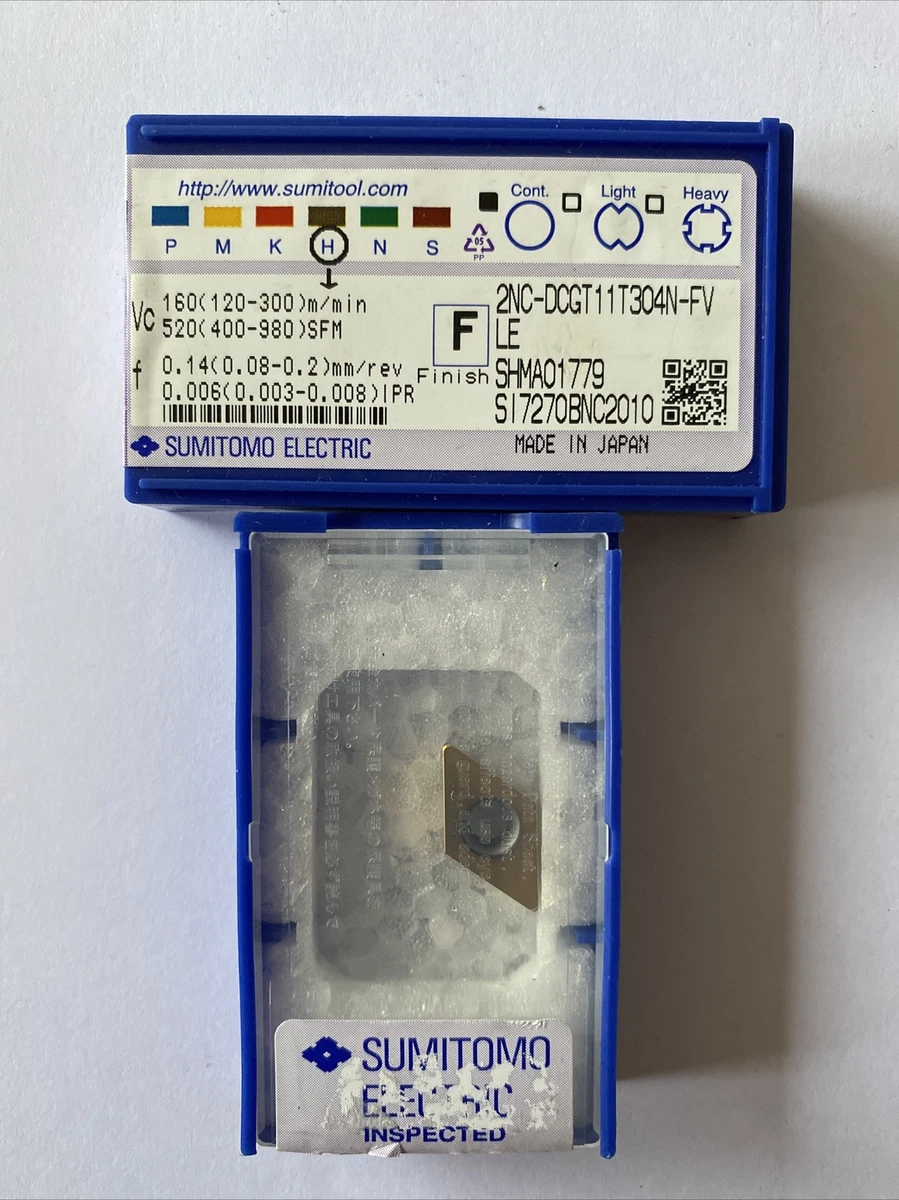 http://www.sumitool.com
P M K H N S
05
PP
Cont. Light Heavy
Vc 160(120-300)m/min
520(400-980)SFM
f 0.14(0.08-0.2)mm/rev
0.006(0.003-0.008)IPR
F
Finish
2NC-DCGT11T304N-FV
LE
SHMA01779
SI7270BNC2010
SUMITOMO ELECTRIC
MADE IN JAPAN
SUMITOMO
ELECTRIC
INSPECTED